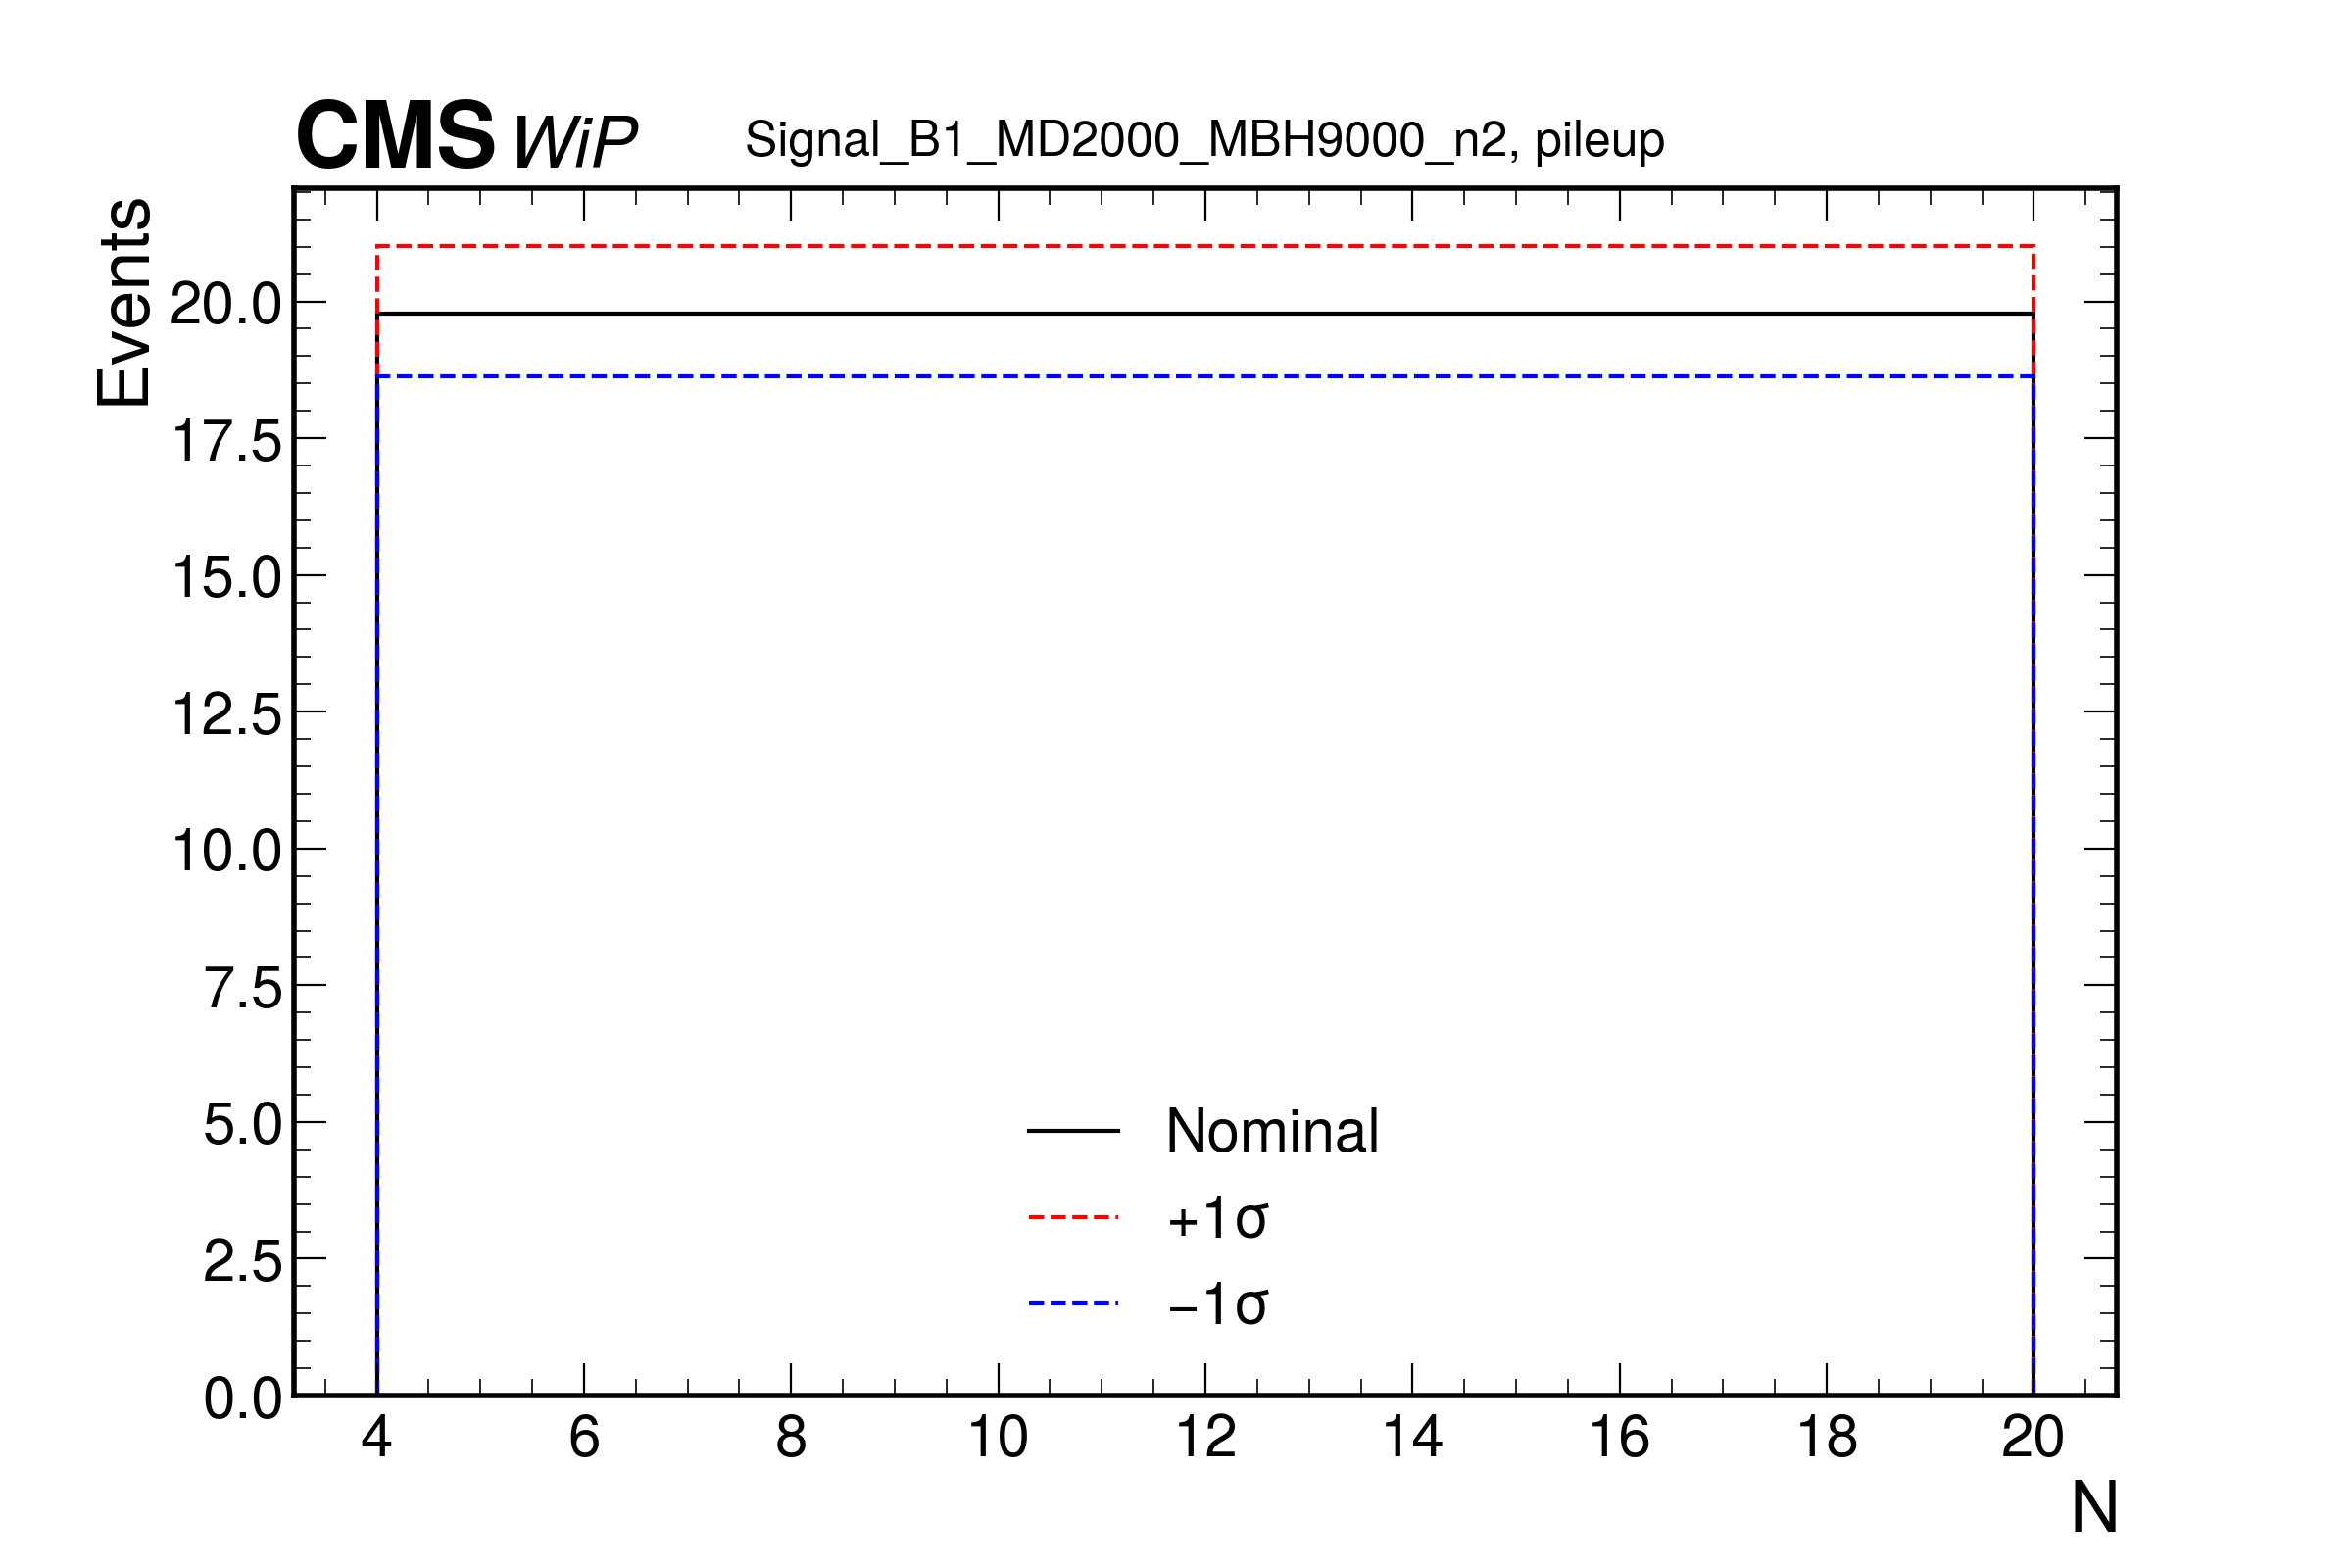 CMS WiP Signal_B1_MD2000_MBH9000_n2, pileup
Events
20.0
17.5
15.0
12.5
10.0
7.5
5.0
2.5
0.0
Nominal
+1σ
−1σ
4 6 8 10 12 14 16 18 20
N